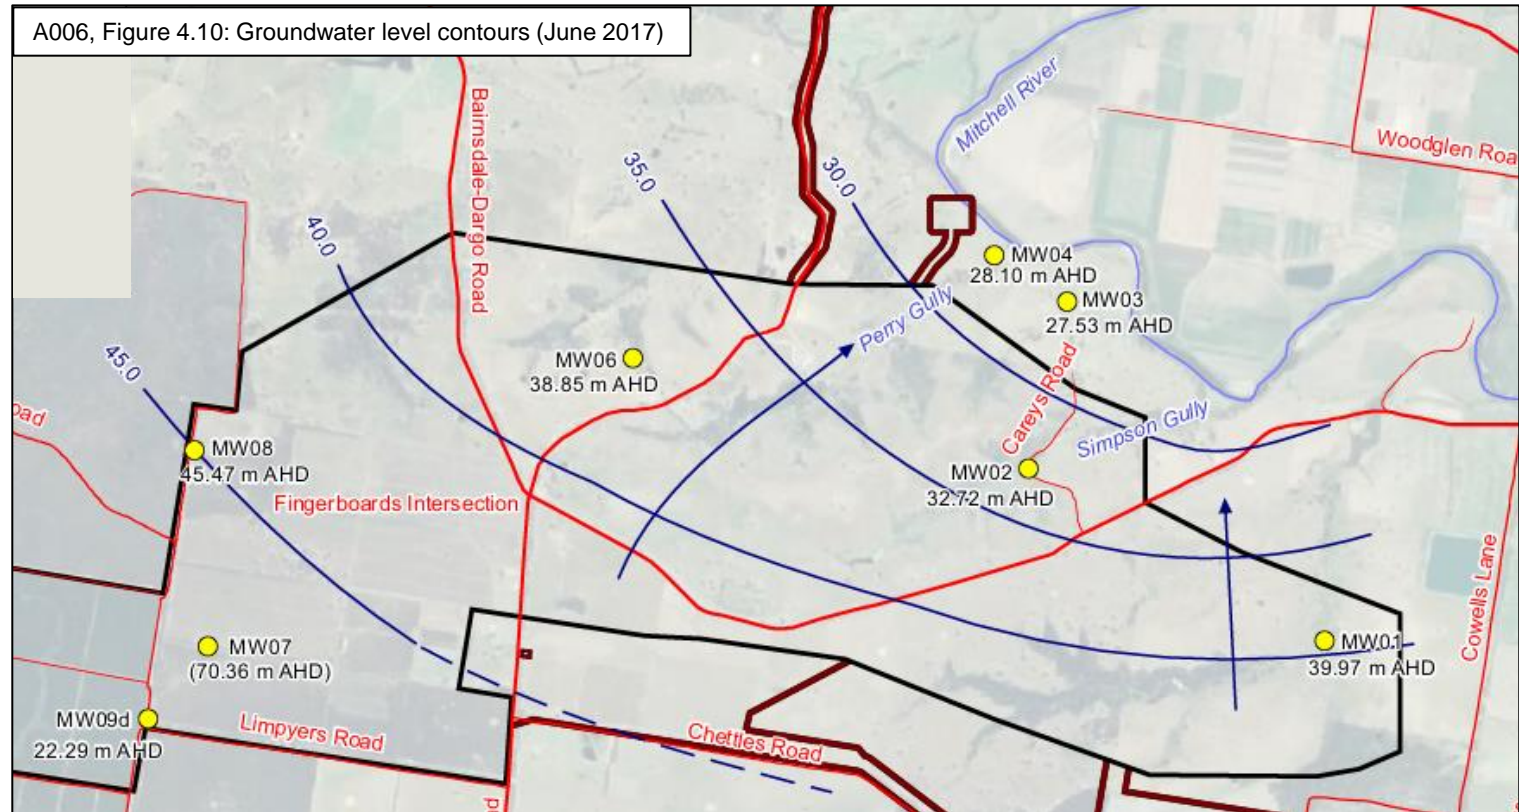 A006, Figure 4.10: Groundwater level contours (June 2017)
Bairnsdale-Dargo Road
Mitchell River
Woodglen Roa
35.0
30.0
40.0
45.0
MW04
28.10 m AHD
MW03
27.53 m AHD
Perry Gully
MW06
38.85 m AHD
Careys Road
Simpson Gully
oad
MW08
45.47 m AHD
MW02
32.72 m AHD
Fingerboards Intersection
Cowells Lane
MW07
(70.36 m AHD)
MW01
39.97 m AHD
MW09d
22.29 m AHD
Limpyers Road
Chettles Road